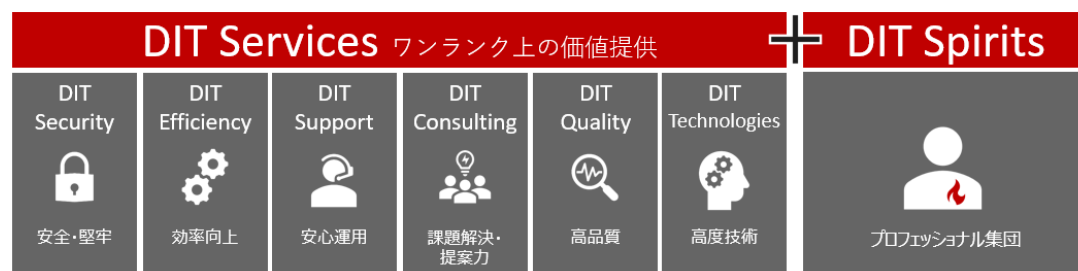 DIT Services ワンランク上の価値提供
+
DIT Spirits
DIT
Security
安全・堅牢
DIT
Efficiency
効率向上
DIT
Support
安心運用
DIT
Consulting
課題解決・
提案力
DIT
Quality
高品質
DIT
Technologies
高度技術
プロフェッショナル集団